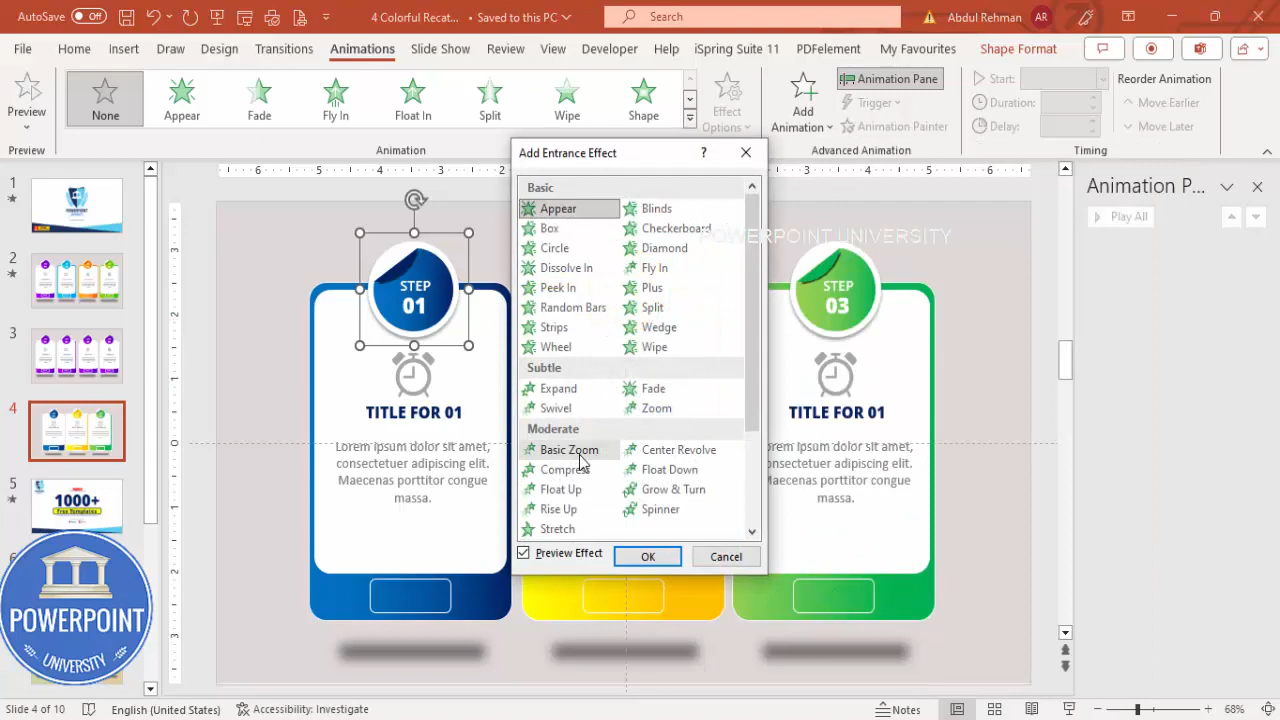 AutoSave Off 4 Colorful Recat... • Saved to this PC Search Abdul Rehman AR
File Home Insert Draw Design Transitions Animations Slide Show Review View Developer Help iSpring Suite 11 PDFelement My Favourites Shape Format
Preview None Appear Fade Fly In Float In Split Wipe Shape Effect Options Add Animation Animation Pane Trigger Animation Painter Start: Duration: Delay: Reorder Animation Move Earlier Move Later
Preview Animation Advanced Animation Timing
Add Entrance Effect ?
Basic
Appear Blinds
Box Checkerboard
Circle Diamond
Dissolve In Fly In
Peek In Plus
Random Bars Split
Strips Wedge
Wheel Wipe
Subtle
Expand Fade
Swivel Zoom
Moderate
Basic Zoom Center Revolve
Compress Float Down
Float Up Grow & Turn
Rise Up Spinner
Stretch
Preview Effect OK Cancel
POWERPOINT UNIVERSITY
Animation P...
Play All
1
2
3
4
5
1000+
Free Templates
6
POWERPOINT
UNIVERSITY
STEP
01
TITLE FOR 01
Lorem ipsum dolor sit amet,
consectetuer adipiscing elit.
Maecenas porttitor congue
massa.
STEP
03
TITLE FOR 01
Lorem ipsum dolor sit amet,
consectetuer adipiscing elit.
Maecenas porttitor congue
massa.
Slide 4 of 10 English (United States) Accessibility: Investigate Notes 68%